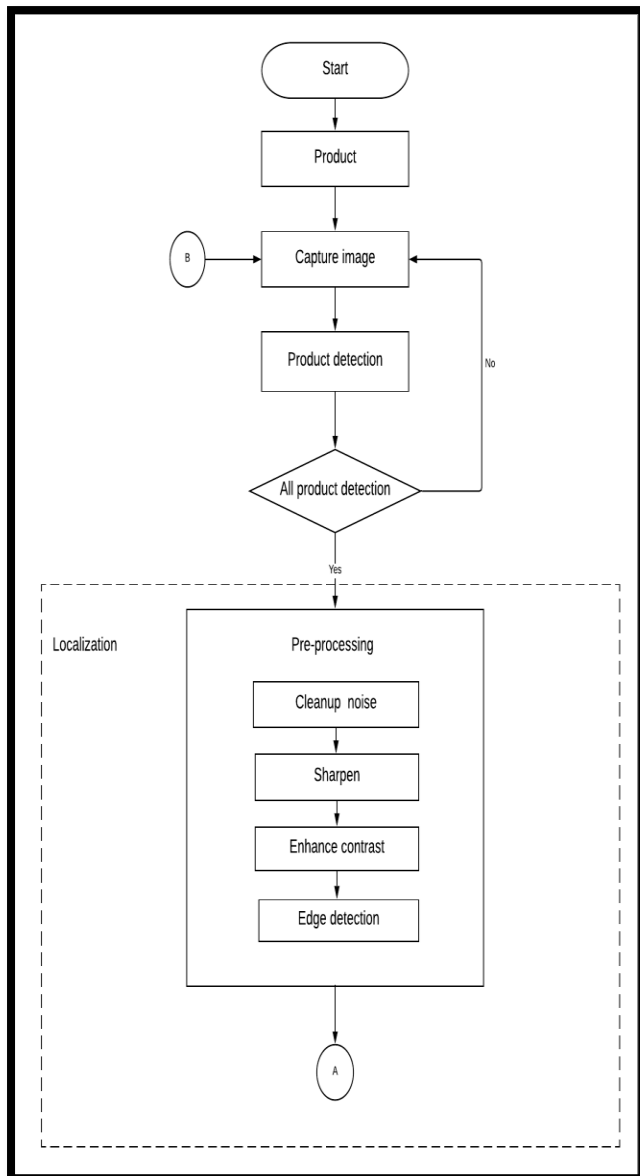 Start
Product
B
Capture image
Product detection
No
All product detection
Yes
Localization
Pre-processing
Cleanup noise
Sharpen
Enhance contrast
Edge detection
A